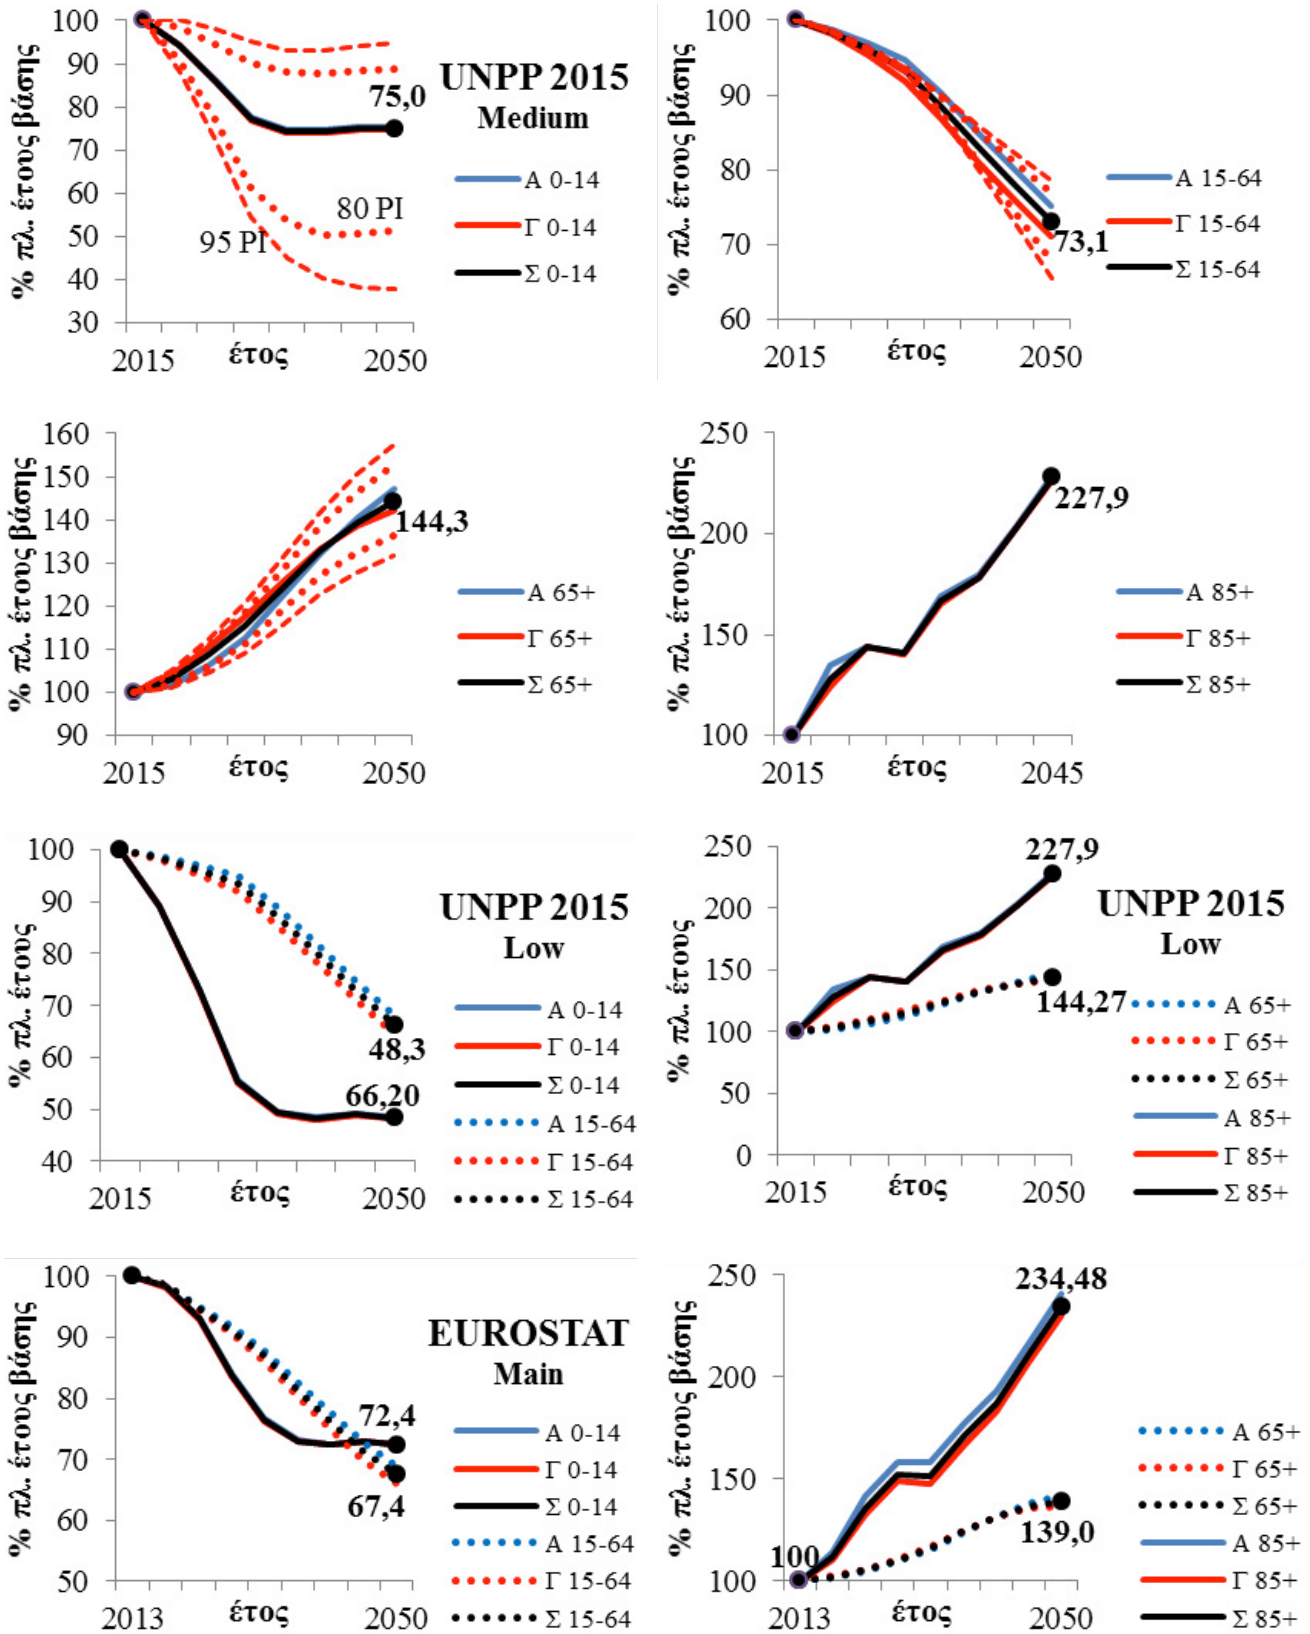 % πλ. έτους βάσης
100
90
80
70
60
50
40
30
75,0
80 PI
95 PI
2015
έτος
2050
UNPP 2015
Medium
Α 0-14
Γ 0-14
Σ 0-14
% πλ. έτους βάσης
100
90
80
70
60
73,1
2015
έτος
2050
Α 15-64
Γ 15-64
Σ 15-64
% πλ. έτους βάσης
160
150
140
130
120
110
100
90
144,3
2015
έτος
2050
Α 65+
Γ 65+
Σ 65+
% πλ. έτους βάσης
250
200
150
100
227,9
2015
έτος
2045
Α 85+
Γ 85+
Σ 85+
% πλ. έτους
100
90
80
70
60
50
40
48,3
66,20
2015
έτος
2050
UNPP 2015
Low
Α 0-14
Γ 0-14
Σ 0-14
Α 15-64
Γ 15-64
Σ 15-64
% πλ. έτους
250
200
150
100
50
0
227,9
144,27
2015
έτος
2050
UNPP 2015
Low
Α 65+
Γ 65+
Σ 65+
Α 85+
Γ 85+
Σ 85+
% πλ. έτους βάσης
100
90
80
70
60
50
72,4
67,4
2013
έτος
2050
EUROSTAT
Main
Α 0-14
Γ 0-14
Σ 0-14
Α 15-64
Γ 15-64
Σ 15-64
% πλ. έτους βάσης
250
200
150
100
234,48
139,0
100
2013
έτος
2050
Α 65+
Γ 65+
Σ 65+
Α 85+
Γ 85+
Σ 85+